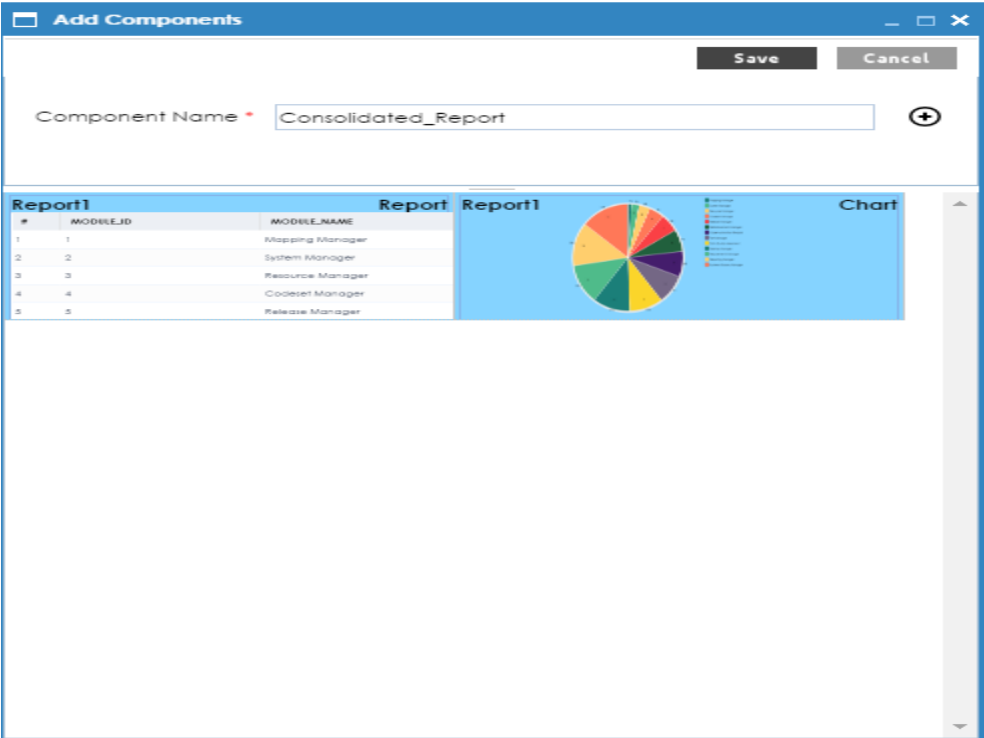 Add Components
Save Cancel
Component Name * Consolidated_Report
Report1 Report Report1 Chart
# MODULE_ID MODULE_NAME
1 1 Mapping Manager
2 2 System Manager
3 3 Resource Manager
4 4 Codeset Manager
5 5 Release Manager